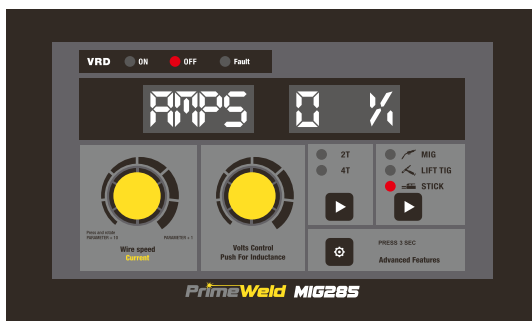 VRD ON OFF Fault
AMPS 0 %
2T
4T
MIG
LIFT TIG
STICK
Press and rotate
PARAMETER × 10 PARAMETER × 1
Wire speed
Current
Volts Control
Push For Inductance
PRESS 3 SEC
Advanced Features
PrimeWeld MIG285